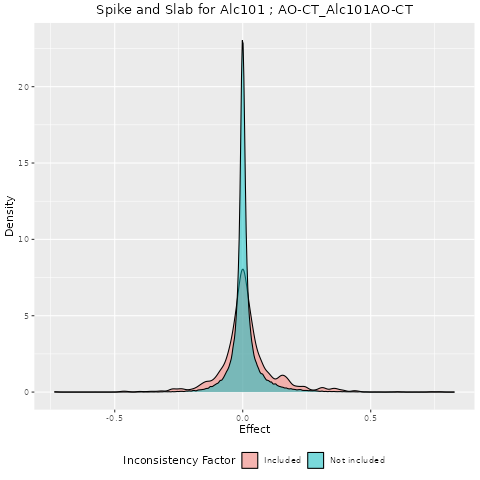 Spike and Slab for Alc101 ; AO-CT_Alc101AO-CT
Density
20
15
10
5
0
-0.5 0.0 0.5
Effect
Inconsistency Factor Included Not included